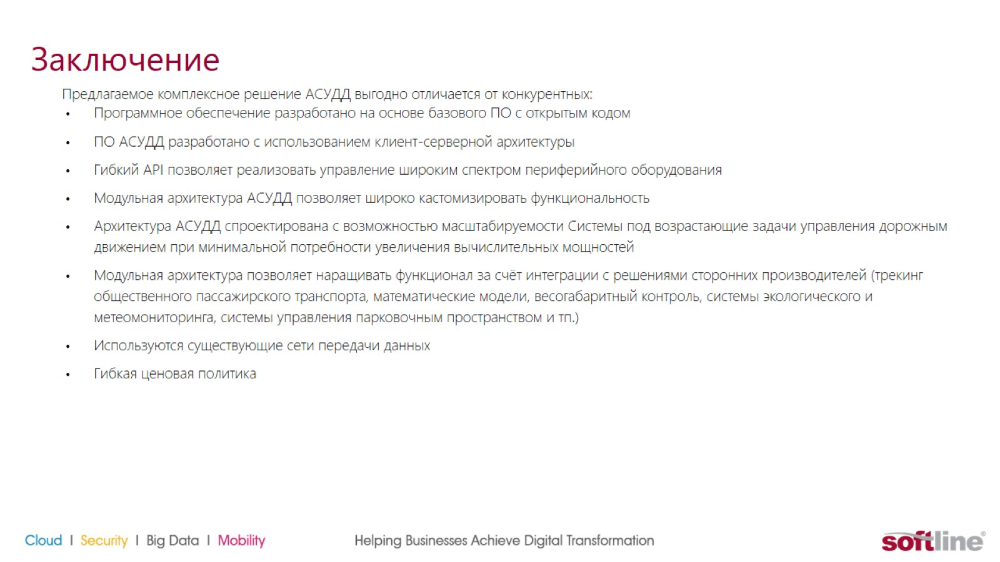 Заключение
Предлагаемое комплексное решение АСУДД выгодно отличается от конкурентных:
• Программное обеспечение разработано на основе базового ПО с открытым кодом
• ПО АСУДД разработано с использованием клиент-серверной архитектуры
• Гибкий API позволяет реализовать управление широким спектром периферийного оборудования
• Модульная архитектура АСУДД позволяет широко кастомизировать функциональность
• Архитектура АСУДД спроектирована с возможностью масштабируемости Системы под возрастающие задачи управления дорожным
движением при минимальной потребности увеличения вычислительных мощностей
• Модульная архитектура позволяет наращивать функционал за счёт интеграции с решениями сторонних производителей (трекинг
общественного пассажирского транспорта, математические модели, весогабаритный контроль, системы экологического и
метеомониторинга, системы управления парковочным пространством и тп.)
• Используются существующие сети передачи данных
• Гибкая ценовая политика
Cloud I Security I Big Data I Mobility
Helping Businesses Achieve Digital Transformation
softline®